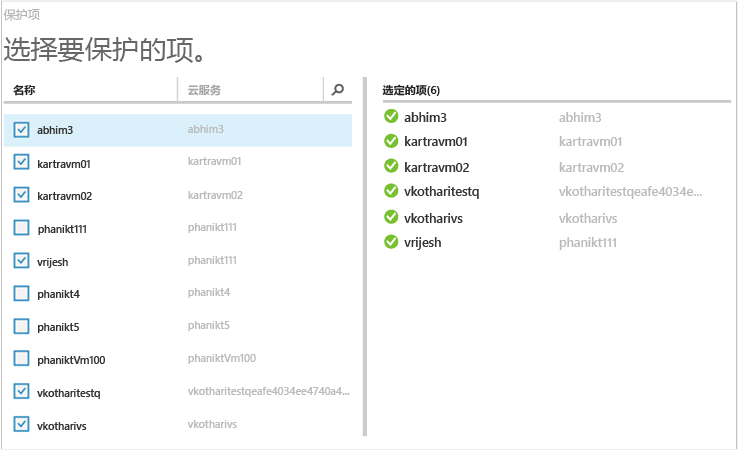 保护项
选择要保护的项。
名称 云服务
abhim3 abhim3
kartravm01 kartravm01
kartravm02 kartravm02
phanikt111 phanikt111
vrijesh phanikt111
phanikt4 phanikt4
phanikt5 phanikt5
phaniktVm100 phaniktVm100
vkotharitestq vkotharitestqeafe4034ee4740a4...
vkotharivs vkotharivs
选定的项(6)
abhim3 abhim3
kartravm01 kartravm01
kartravm02 kartravm02
vkotharitestq vkotharitestqeafe4034e...
vkotharivs vkotharivs
vrijesh phanikt111